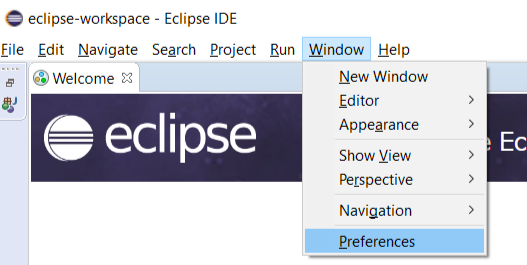 eclipse-workspace - Eclipse IDE
File Edit Navigate Search Project Run Window Help
Welcome
eclipse
e Ec
New Window
Editor
Appearance
Show View
Perspective
Navigation
Preferences